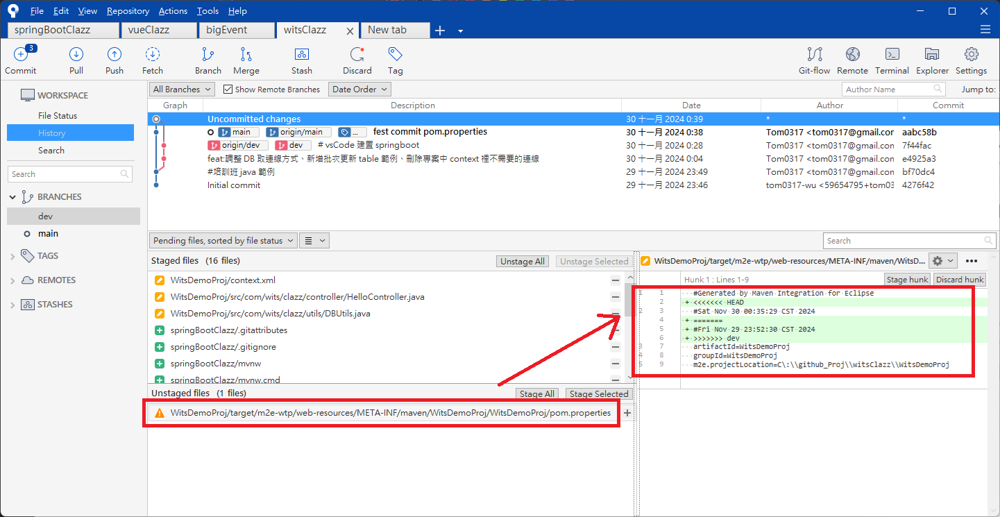 File Edit View Repository Actions Tools Help
springBootClazz vueClazz bigEvent witsClazz New tab
3
Commit Pull Push Fetch Branch Merge Stash Discard Tag Git-flow Remote Terminal Explorer Settings
WORKSPACE
File Status
History
Search
Search
BRANCHES
dev
main
TAGS
REMOTES
STASHES
All Branches Show Remote Branches Date Order Author Name Jump to:
Graph Description Date Author Commit
Uncommitted changes 30 十一月 2024 0:39 * *
main origin/main ... fest commit pom.properties 30 十一月 2024 0:38 Tom0317 <tom0317@gmail.con aabc58b
origin/dev dev # vsCode 建置 springboot 30 十一月 2024 0:28 Tom0317 <tom0317@gmail.con 7f44fac
feat:調整 DB 取連線方式、新增批次更新 table 範例、刪除專案中 context 裡不需要的連線 30 十一月 2024 0:04 Tom0317 <tom0317@gmail.con e4925a3
#培訓班 java 範例 29 十一月 2024 23:49 Tom0317 <tom0317@gmail.con bf70dc4
Initial commit 29 十一月 2024 23:46 tom0317-wu <59654795+tom03 4276f42
Pending files, sorted by file status Search
Staged files (16 files) Unstage All Unstage Selected
WitsDemoProj/context.xml
WitsDemoProj/src/com/wits/clazz/controller/HelloController.java
WitsDemoProj/src/com/wits/clazz/utils/DBUtils.java
springBootClazz/.gitattributes
springBootClazz/.gitignore
springBootClazz/mvnw
springBootClazz/mvnw.cmd
Unstaged files (1 files) Stage All Stage Selected
WitsDemoProj/target/m2e-wtp/web-resources/META-INF/maven/WitsDemoProj/WitsDemoProj/pom.properties
WitsDemoProj/target/m2e-wtp/web-resources/META-INF/maven/WitsD...
Hunk 1 : Lines 1-9 Stage hunk Discard hunk
1 1 #Generated by Maven Integration for Eclipse
2 + <<<<<<< HEAD
2 3 #Sat Nov 30 00:35:29 CST 2024
4 + =======
5 + #Fri Nov 29 23:52:30 CST 2024
6 + >>>>>>> dev
3 7 artifactId=WitsDemoProj
4 8 groupId=WitsDemoProj
5 9 m2e.projectLocation=C\:\\github_Proj\\witsClazz\\WitsDemoProj